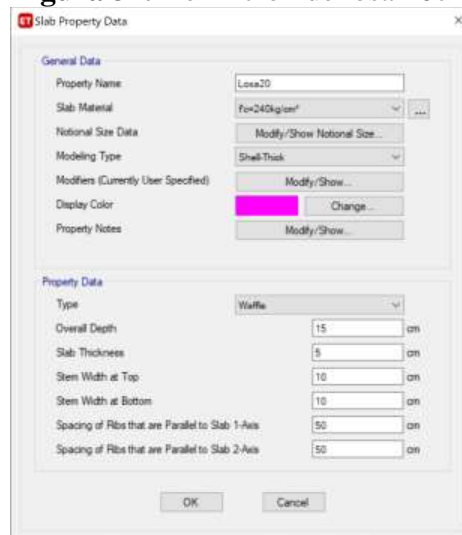 Slab Property Data
General Data
Property Name Losa20
Slab Material f'c=240kg/cm² ...
Notional Size Data Modify/Show Notional Size...
Modeling Type Shell-Thick
Modifiers (Currently User Specified) Modify/Show...
Display Color Change...
Property Notes Modify/Show...
Property Data
Type Waffle
Overall Depth 15 cm
Slab Thickness 5 cm
Stem Width at Top 10 cm
Stem Width at Bottom 10 cm
Spacing of Ribs that are Parallel to Slab 1-Axis 50 cm
Spacing of Ribs that are Parallel to Slab 2-Axis 50 cm
OK Cancel